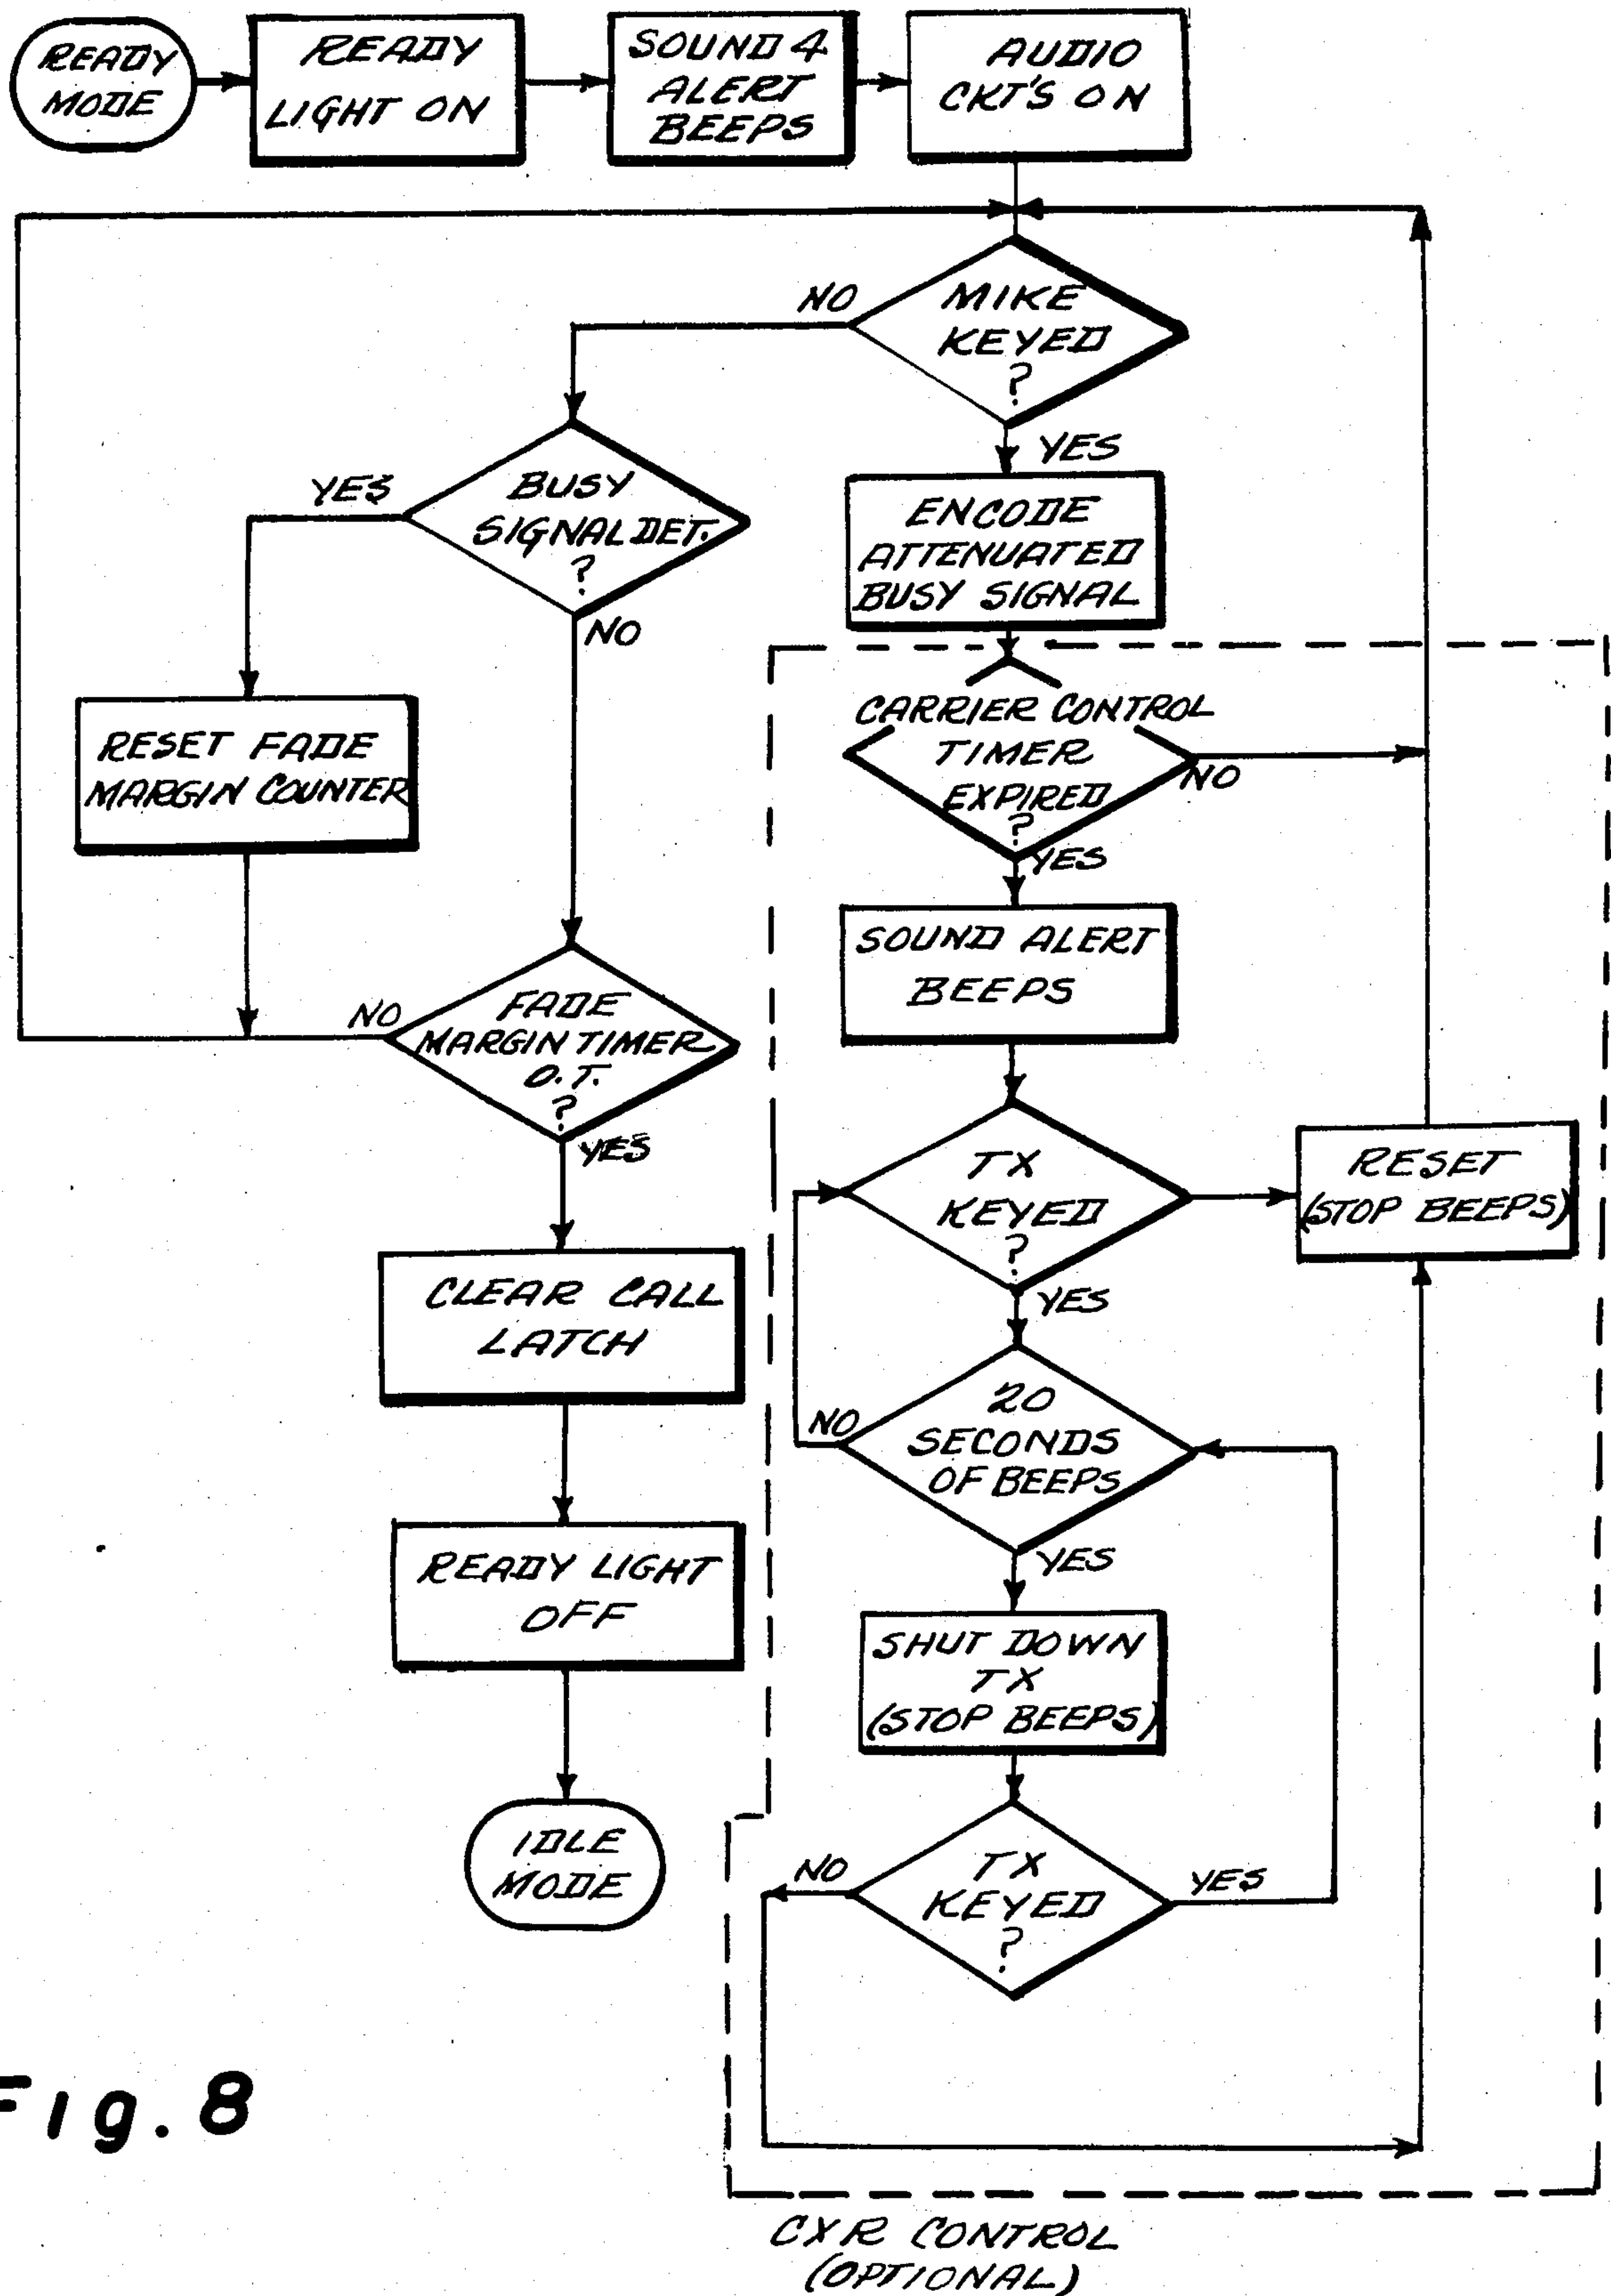 READY
MODE
READY
LIGHT ON
SOUND 4
ALERT
BEEPS
AUDIO
CKT'S ON
MIKE
KEYED
?
NO
YES
BUSY
SIGNAL DET.
?
YES
NO
ENCODE
ATTENUATED
BUSY SIGNAL
RESET FADE
MARGIN COUNTER
CARRIER CONTROL
TIMER
EXPIRED
?
NO
YES
SOUND ALERT
BEEPS
FADE
MARGIN TIMER
O.T.
?
NO
YES
TX
KEYED
?
YES
RESET
(STOP BEEPS)
CLEAR CALL
LATCH
20
SECONDS
OF BEEPS
NO
YES
READY LIGHT
OFF
SHUT DOWN
TX
(STOP BEEPS)
IDLE
MODE
TX
KEYED
?
NO
YES
Fig. 8
CXR CONTROL
(OPTIONAL)